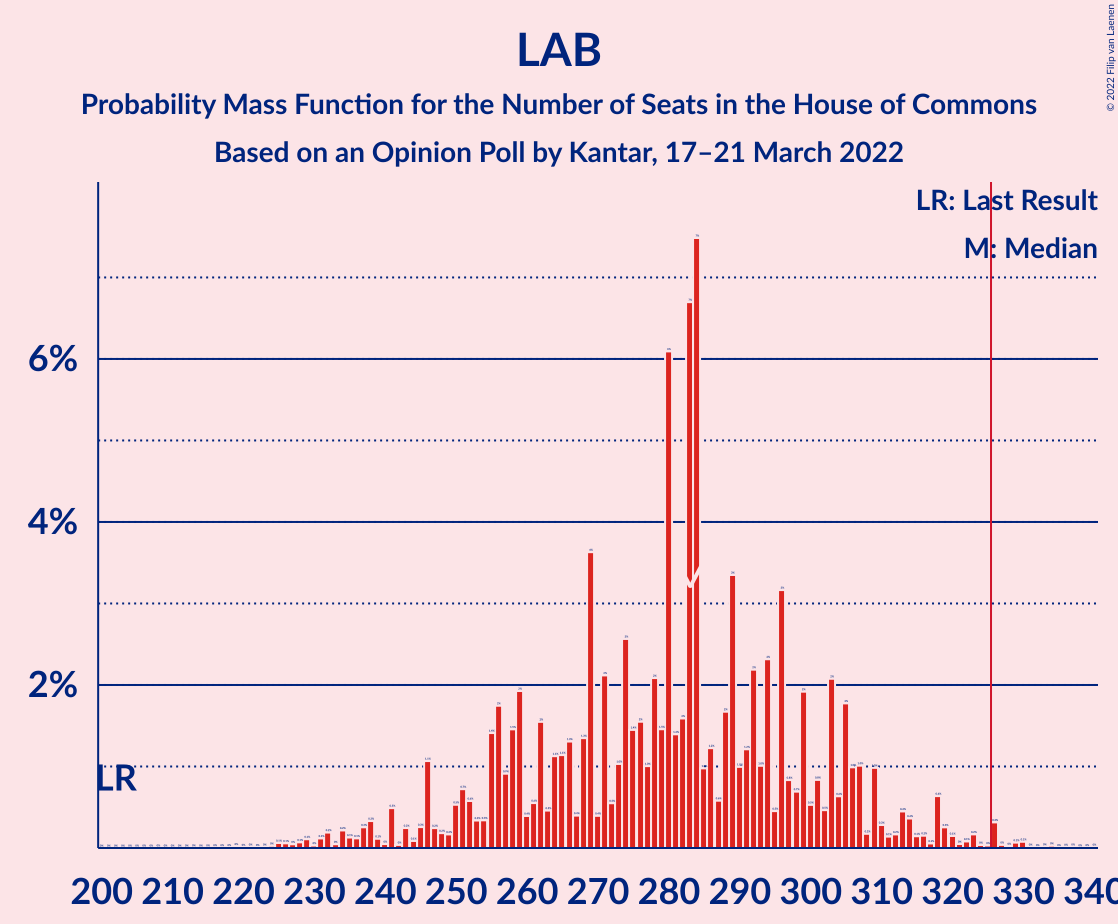 LAB
Probability Mass Function for the Number of Seats in the House of Commons
Based on an Opinion Poll by Kantar, 17–21 March 2022
© 2022 Filip van Laenen
LR: Last Result
M: Median
6%
4%
2%
LR
200 210 220 230 240 250 260 270 280 290 300 310 320 330 340